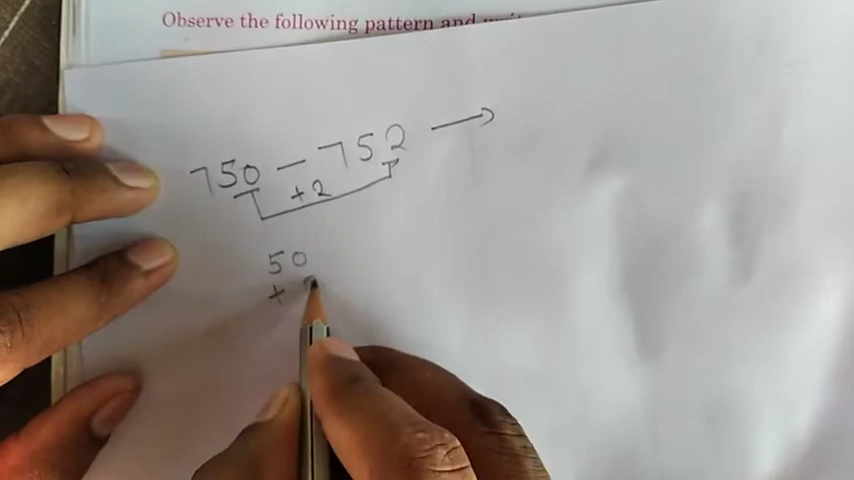 Observe the following pattern and
750 — 752 →
+2
50
+